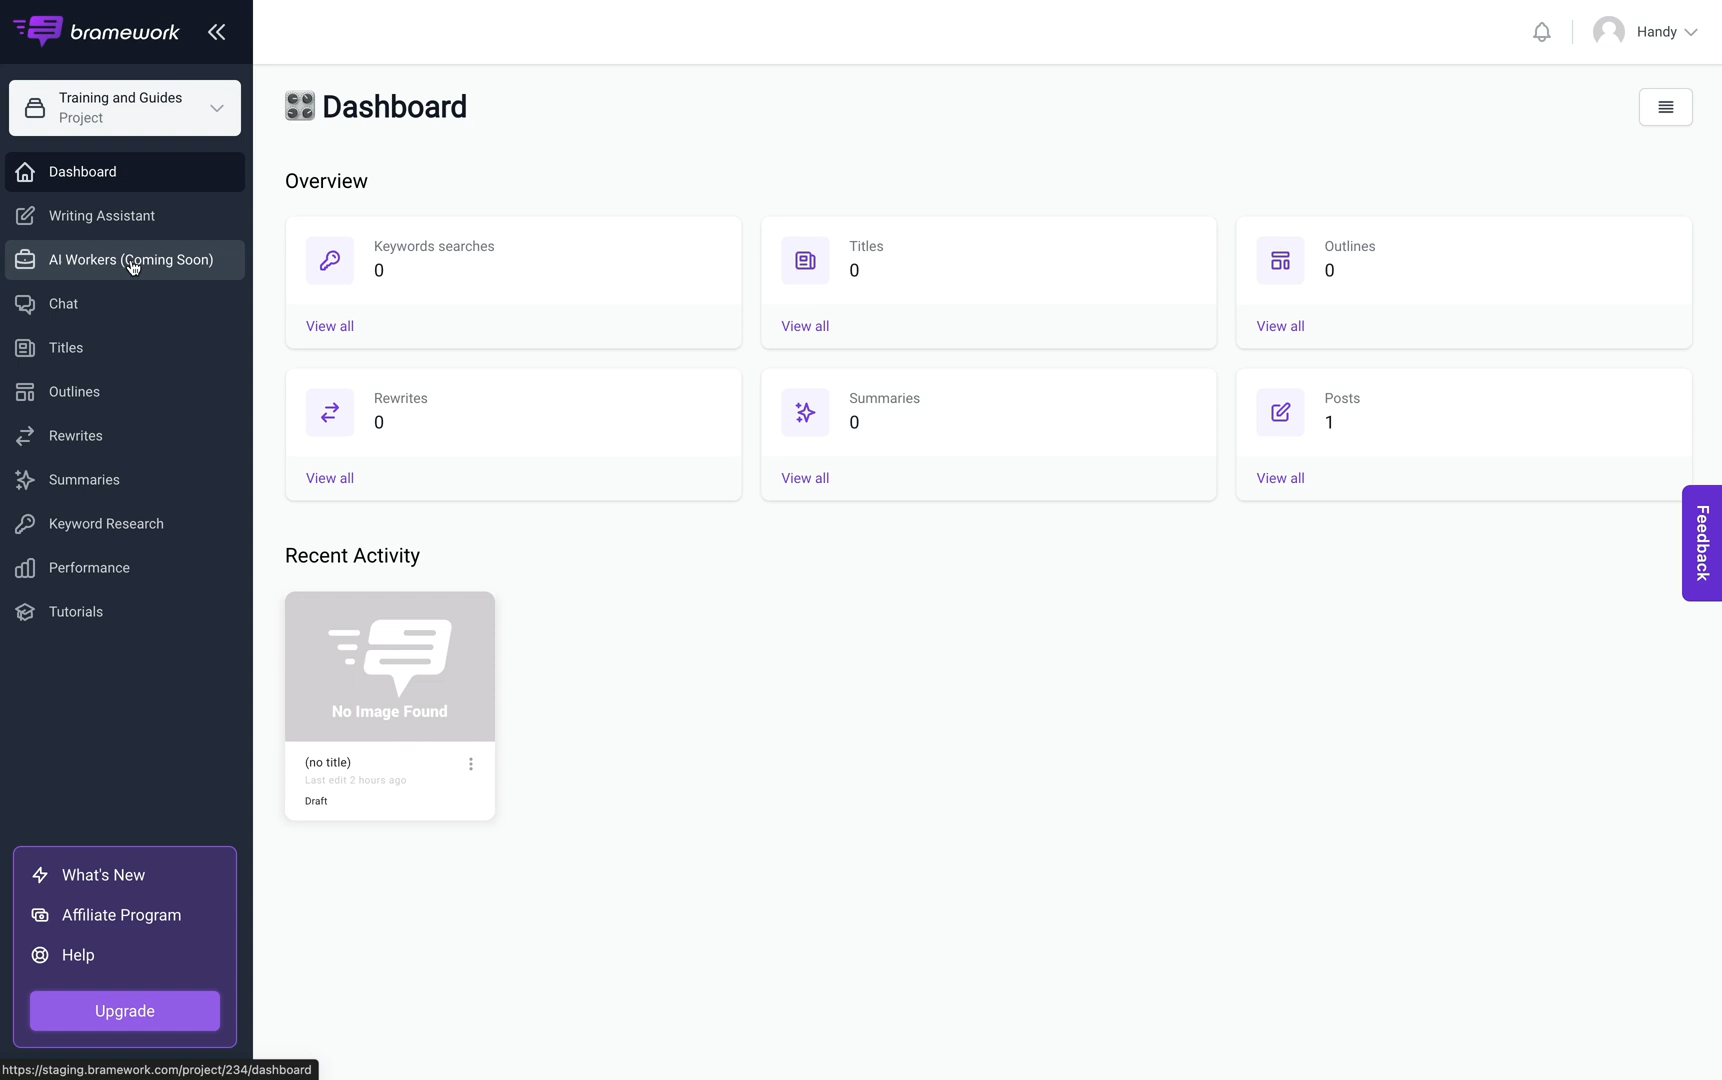 bramework
Handy
Training and Guides
Project
Dashboard
Writing Assistant
AI Workers (Coming Soon)
Chat
Titles
Outlines
Rewrites
Summaries
Keyword Research
Performance
Tutorials
What's New
Affiliate Program
Help
Upgrade
https://staging.bramework.com/project/234/dashboard
Dashboard
Overview
Keywords searches
0
View all
Titles
0
View all
Outlines
0
View all
Rewrites
0
View all
Summaries
0
View all
Posts
1
View all
Recent Activity
No Image Found
(no title)
Last edit 2 hours ago
Draft
Feedback